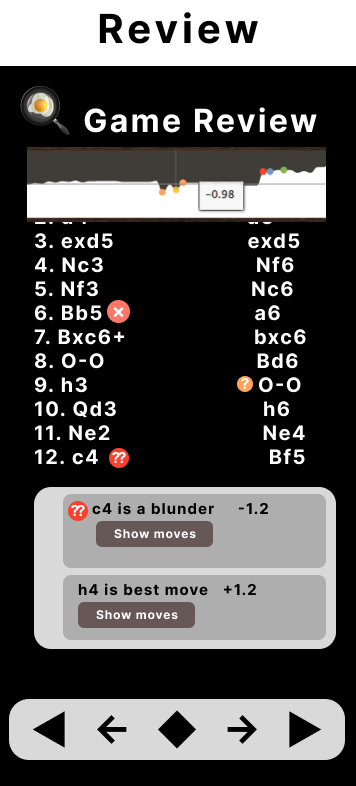 Review
Game Review
-0.98
3. exd5 exd5
4. Nc3 Nf6
5. Nf3 Nc6
6. Bb5 a6
7. Bxc6+ bxc6
8. O-O Bd6
9. h3 ? O-O
10. Qd3 h6
11. Ne2 Ne4
12. c4 ?? Bf5
?? c4 is a blunder -1.2
Show moves
h4 is best move +1.2
Show moves